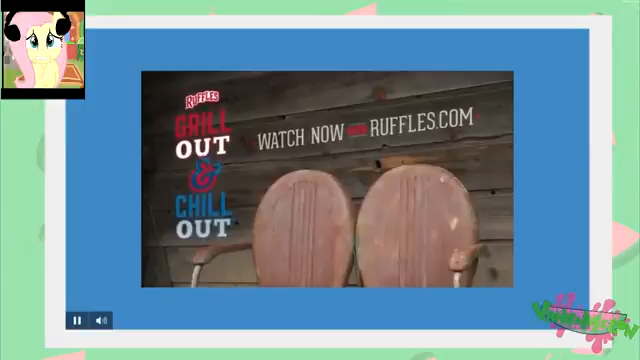 RUFFLES
GRILL
OUT
&
CHILL
OUT
WATCH NOW — RUFFLES.COM